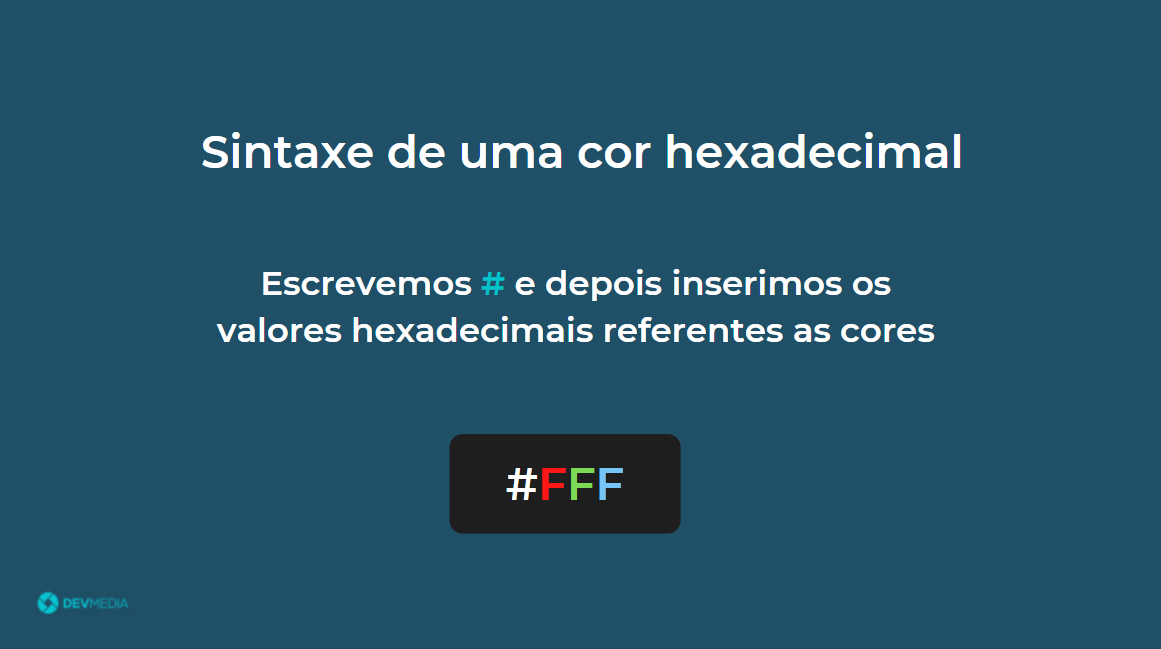 Sintaxe de uma cor hexadecimal
Escrevemos # e depois inserimos os
valores hexadecimais referentes as cores
#FFF
DEVMEDIA